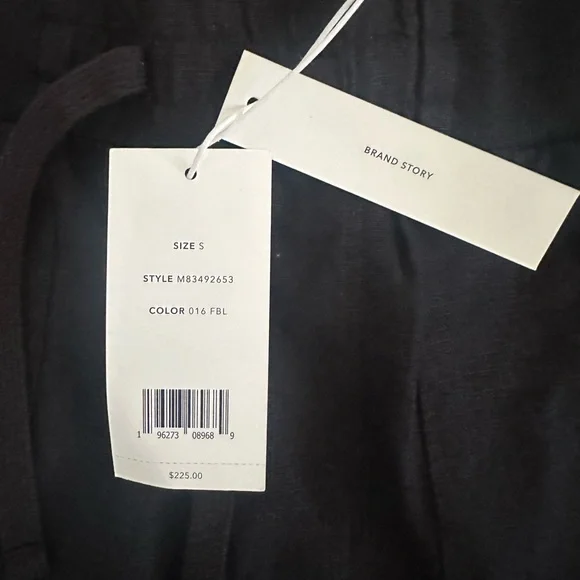 BRAND STORY
SIZE S
STYLE M83492653
COLOR 016 FBL
1 96273 08968 9
$225.00